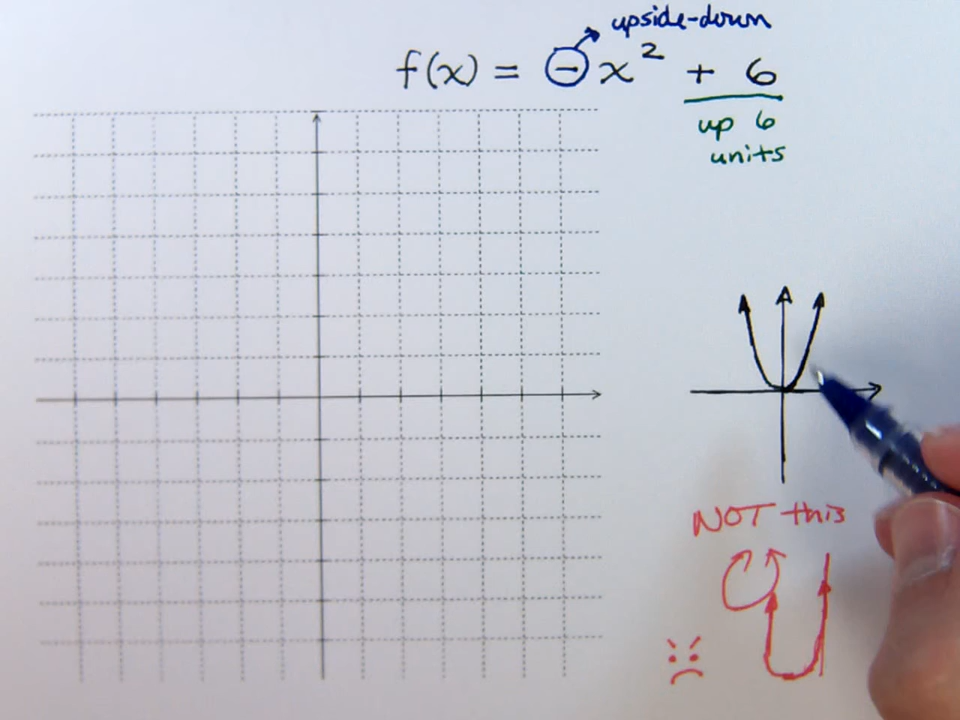 upside-down
f(x) = -x² + 6
up 6
units
NOT this